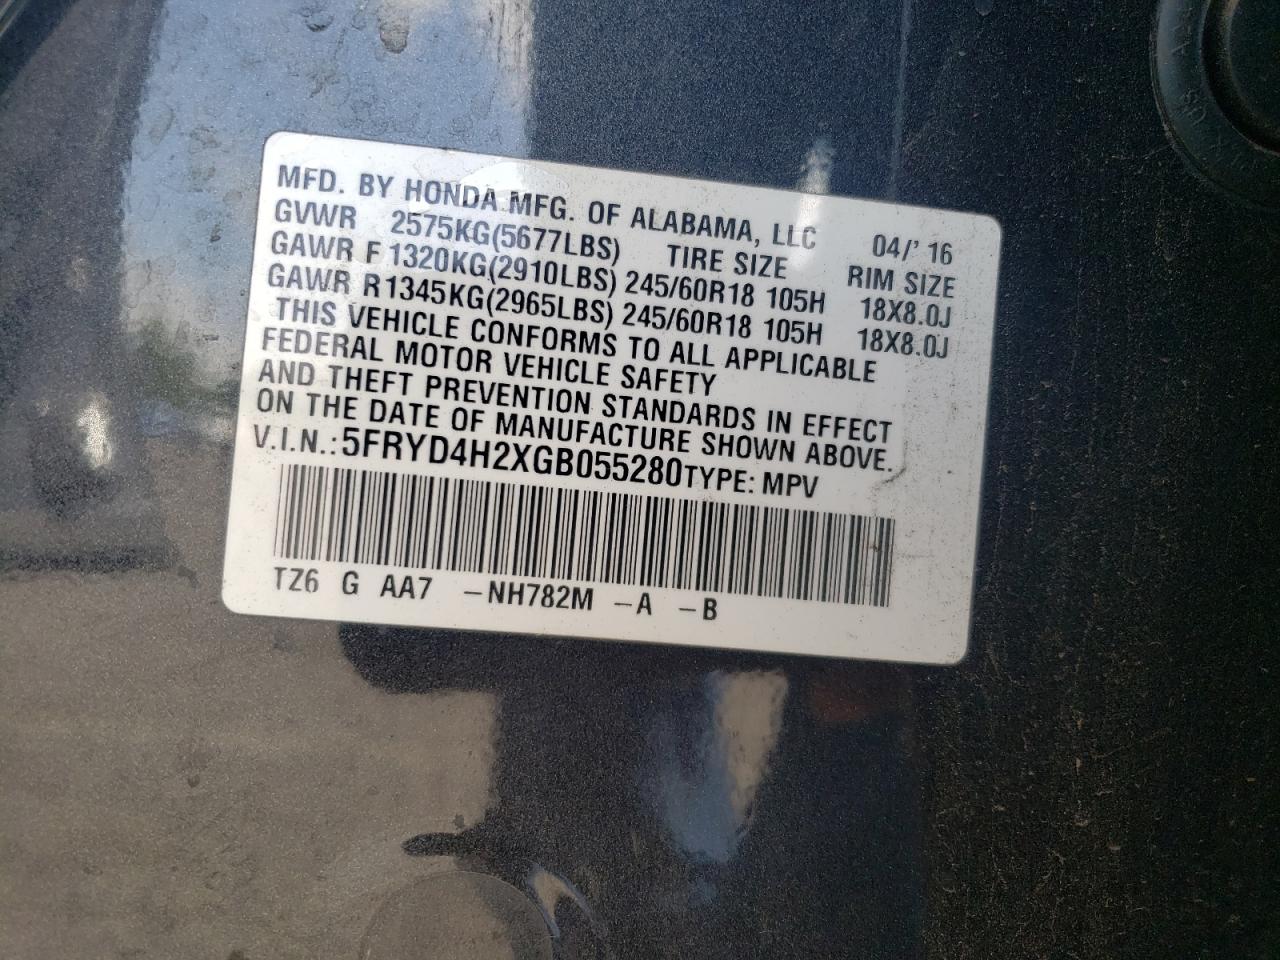 MFD. BY HONDA MFG. OF ALABAMA, LLC 04/' 16
GVWR 2575KG(5677LBS) TIRE SIZE RIM SIZE
GAWR F 1320KG(2910LBS) 245/60R18 105H 18X8.0J
GAWR R1345KG(2965LBS) 245/60R18 105H 18X8.0J
THIS VEHICLE CONFORMS TO ALL APPLICABLE
FEDERAL MOTOR VEHICLE SAFETY
AND THEFT PREVENTION STANDARDS IN EFFECT
ON THE DATE OF MANUFACTURE SHOWN ABOVE.
V.I.N.: 5FRYD4H2XGB055280 TYPE: MPV
TZ6 G AA7 -NH782M -A -B